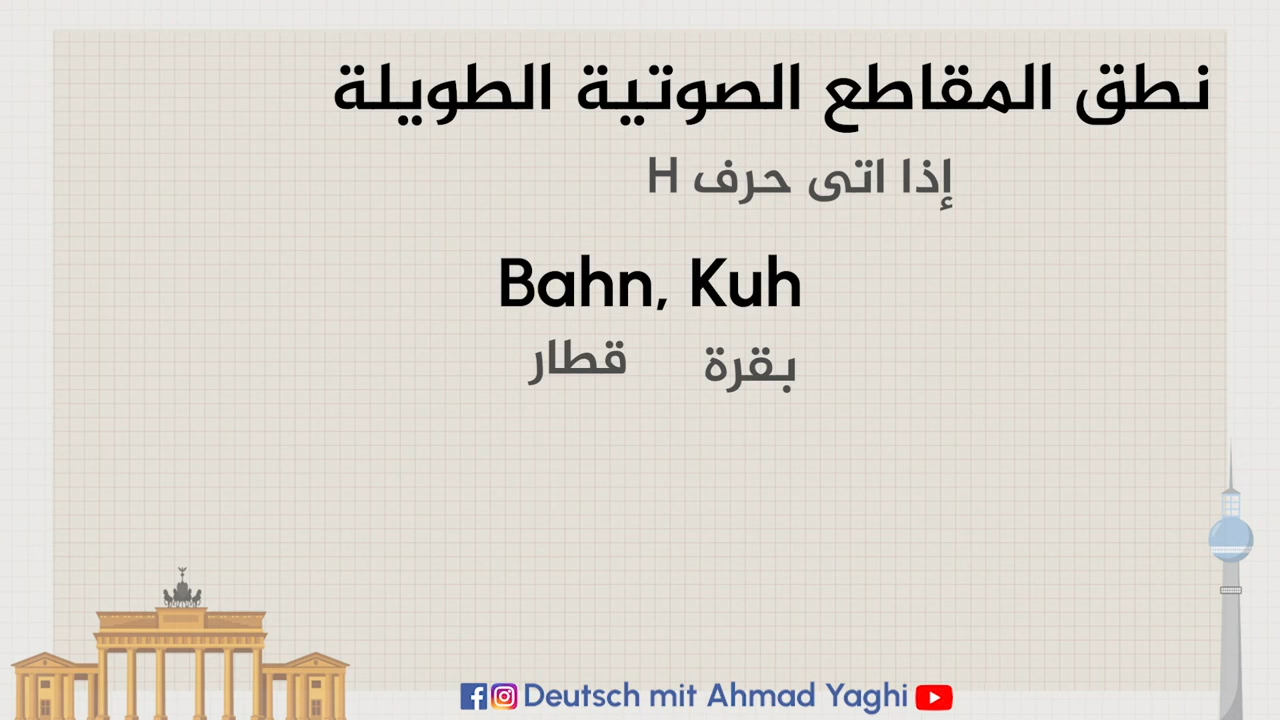 نطق المقاطع الصوتية الطويلة
إذا اتى حرف H
Bahn, Kuh
قطار بقرة
Deutsch mit Ahmad Yaghi